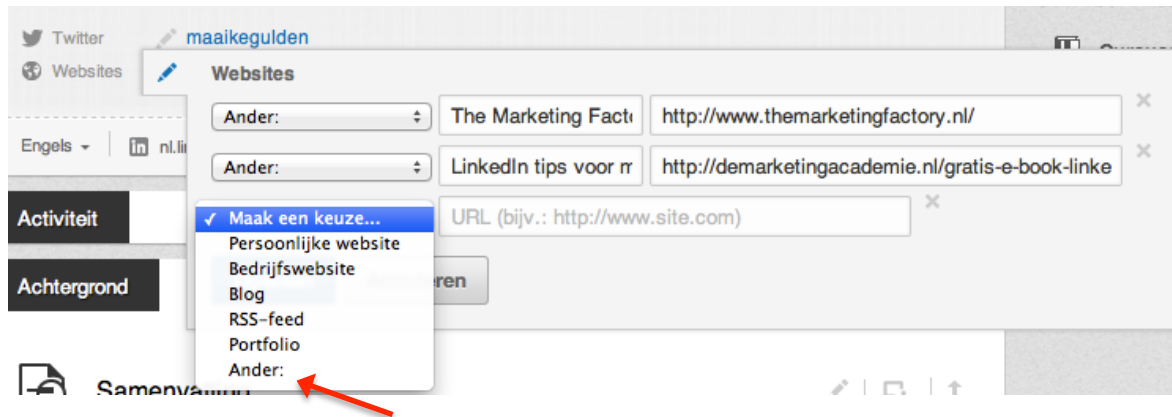 Twitter maaikegulden
Websites Websites
Ander: The Marketing Fact http://www.themarketingfactory.nl/
Engels nl.li
Ander: LinkedIn tips voor m http://demarketingacademie.nl/gratis-e-book-linke
Activiteit Maak een keuze... URL (bijv.: http://www.site.com)
Persoonlijke website
Bedrijfswebsite
Achtergrond ren
Blog
RSS-feed
Portfolio
Ander: